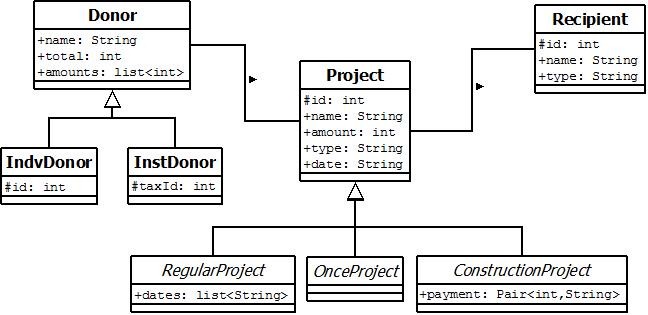 Donor
+name: String
+total: int
+amounts: list<int>
Recipient
#id: int
+name: String
+type: String
Project
#id: int
+name: String
+amount: int
+type: String
+date: String
IndvDonor
#id: int
InstDonor
#taxId: int
RegularProject
+dates: list<String>
OnceProject
ConstructionProject
+payment: Pair<int,String>